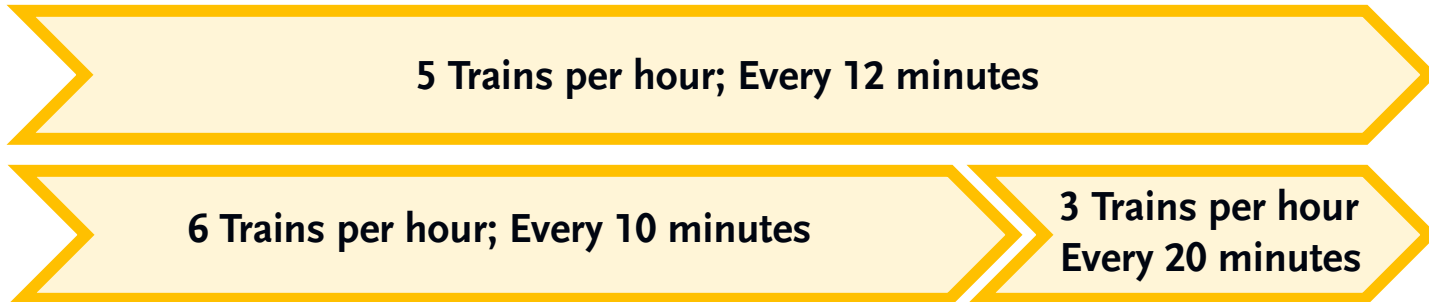 5 Trains per hour; Every 12 minutes
6 Trains per hour; Every 10 minutes
3 Trains per hour
Every 20 minutes